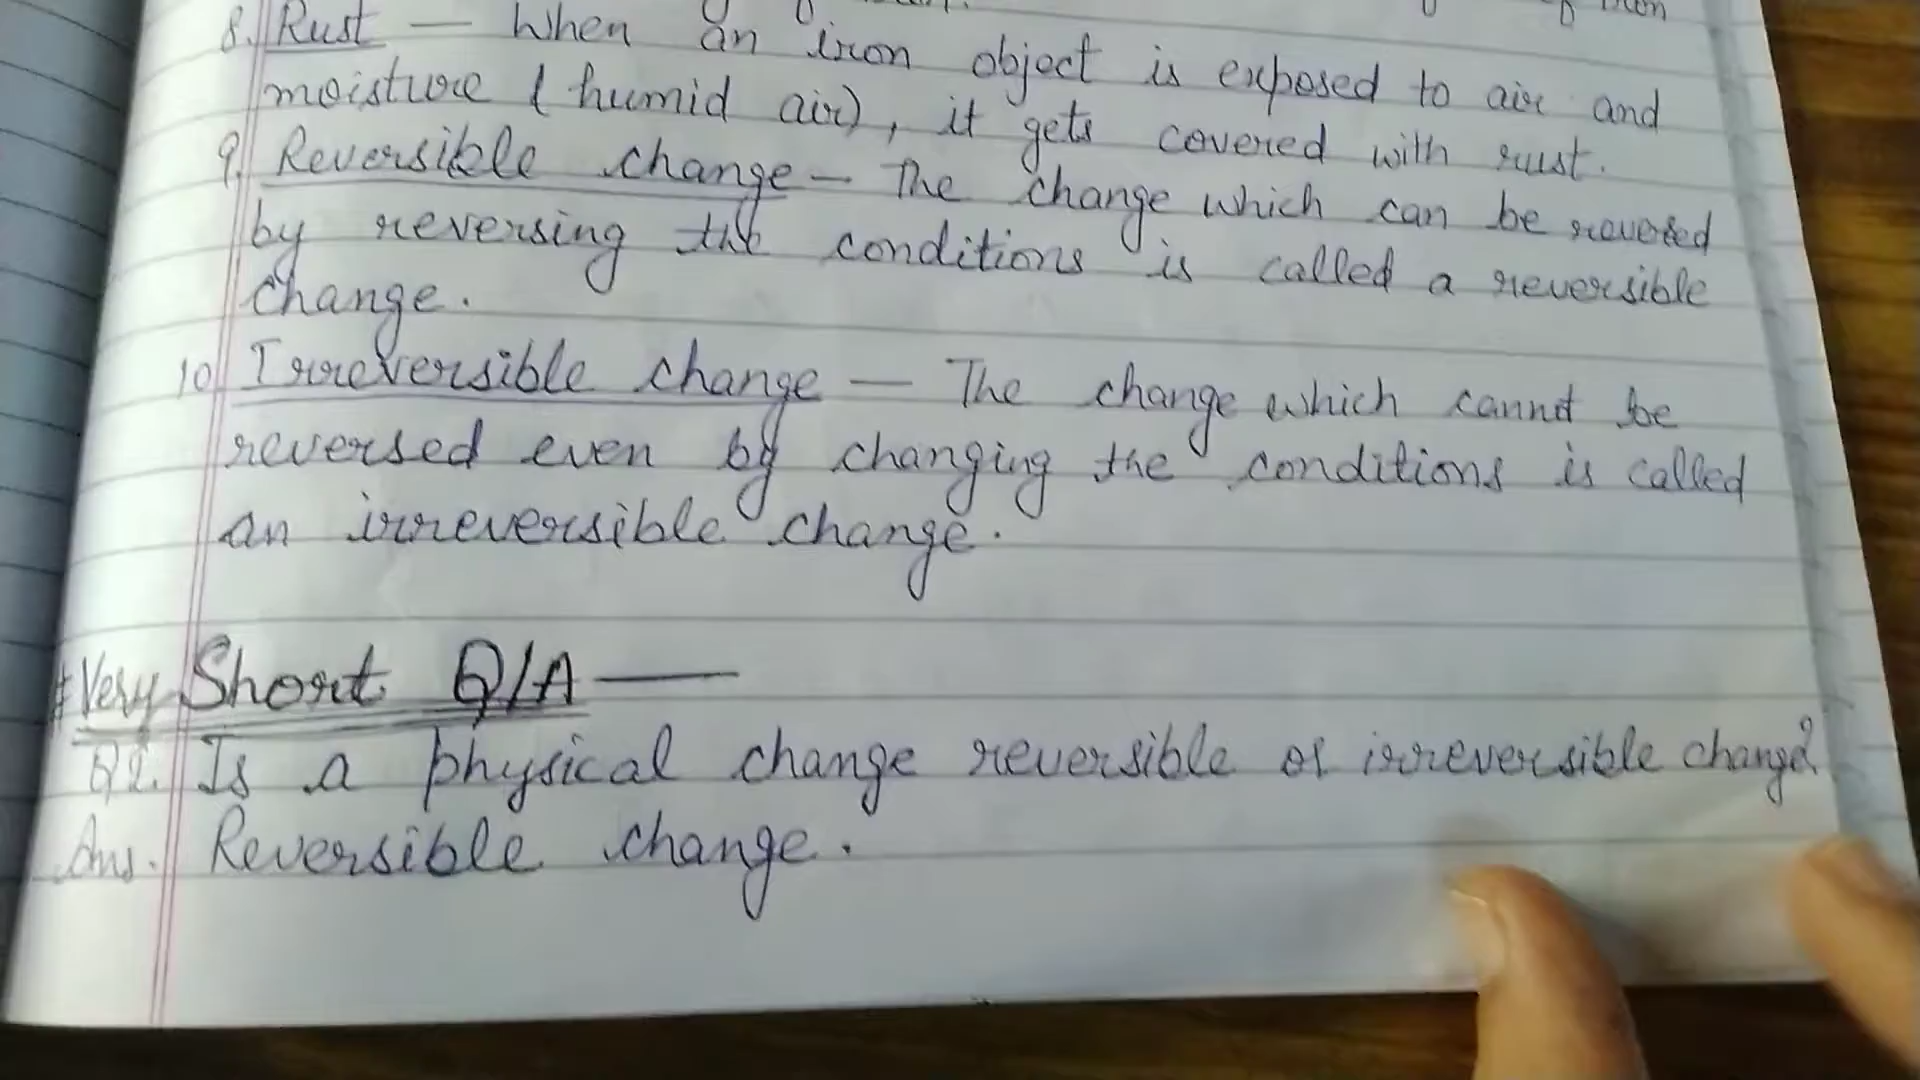 iron
8. Rust — When an iron object is exposed to air and
moisture (humid air), it gets covered with rust.
9. Reversible change — The change which can be
by reversing the conditions is called a reversible
change.
10. Irreversible change — The change which cannot be
reversed even by changing the conditions is called
an irreversible change.
# Very Short Q/A —
Is a physical change reversible or irreversible change?
Ans. Reversible change.